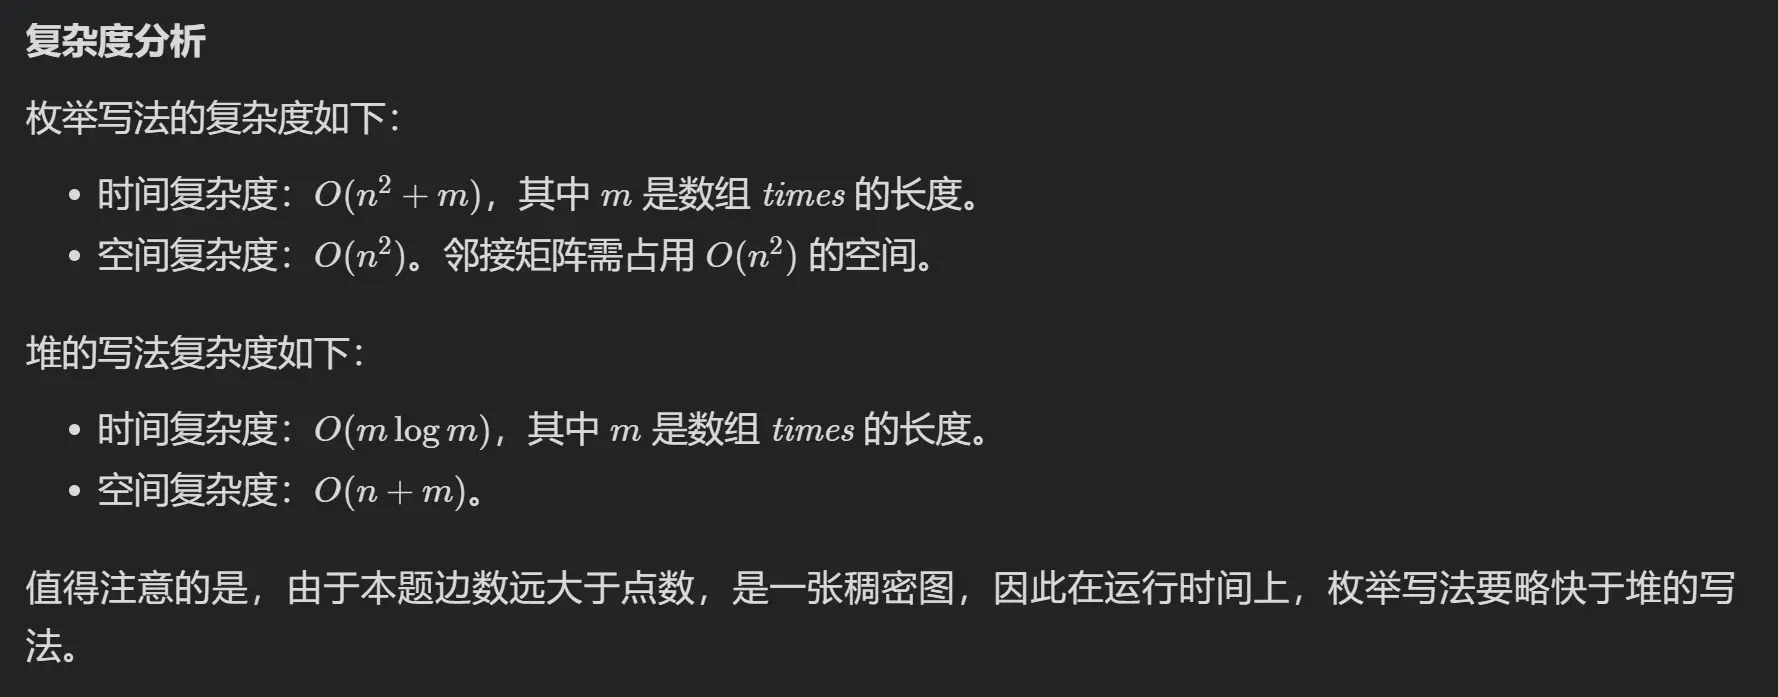 复杂度分析
枚举写法的复杂度如下：
• 时间复杂度：O(n² + m)，其中 m 是数组 times 的长度。
• 空间复杂度：O(n²)。邻接矩阵需占用 O(n²) 的空间。
堆的写法复杂度如下：
• 时间复杂度：O(m log m)，其中 m 是数组 times 的长度。
• 空间复杂度：O(n + m)。
值得注意的是，由于本题边数远大于点数，是一张稠密图，因此在运行时间上，枚举写法要略快于堆的写
法。